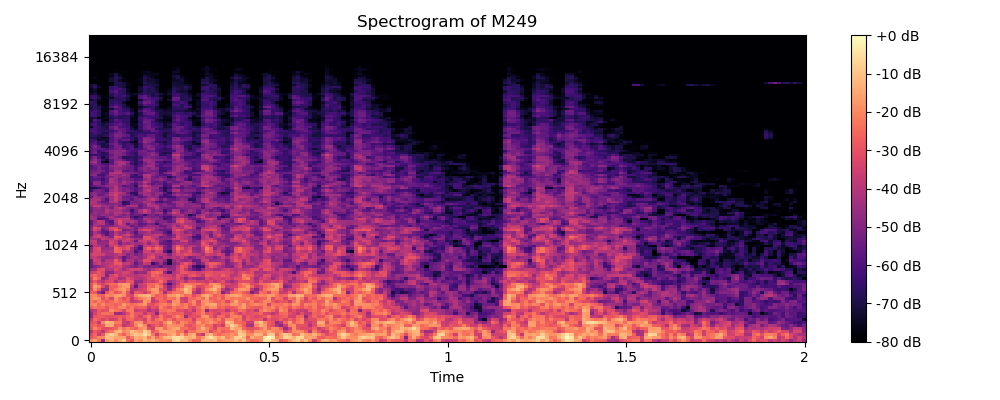 Spectrogram of M249
16384
8192
4096
2048
1024
512
0
Hz
0
0.5
1
1.5
2
Time
+0 dB
-10 dB
-20 dB
-30 dB
-40 dB
-50 dB
-60 dB
-70 dB
-80 dB